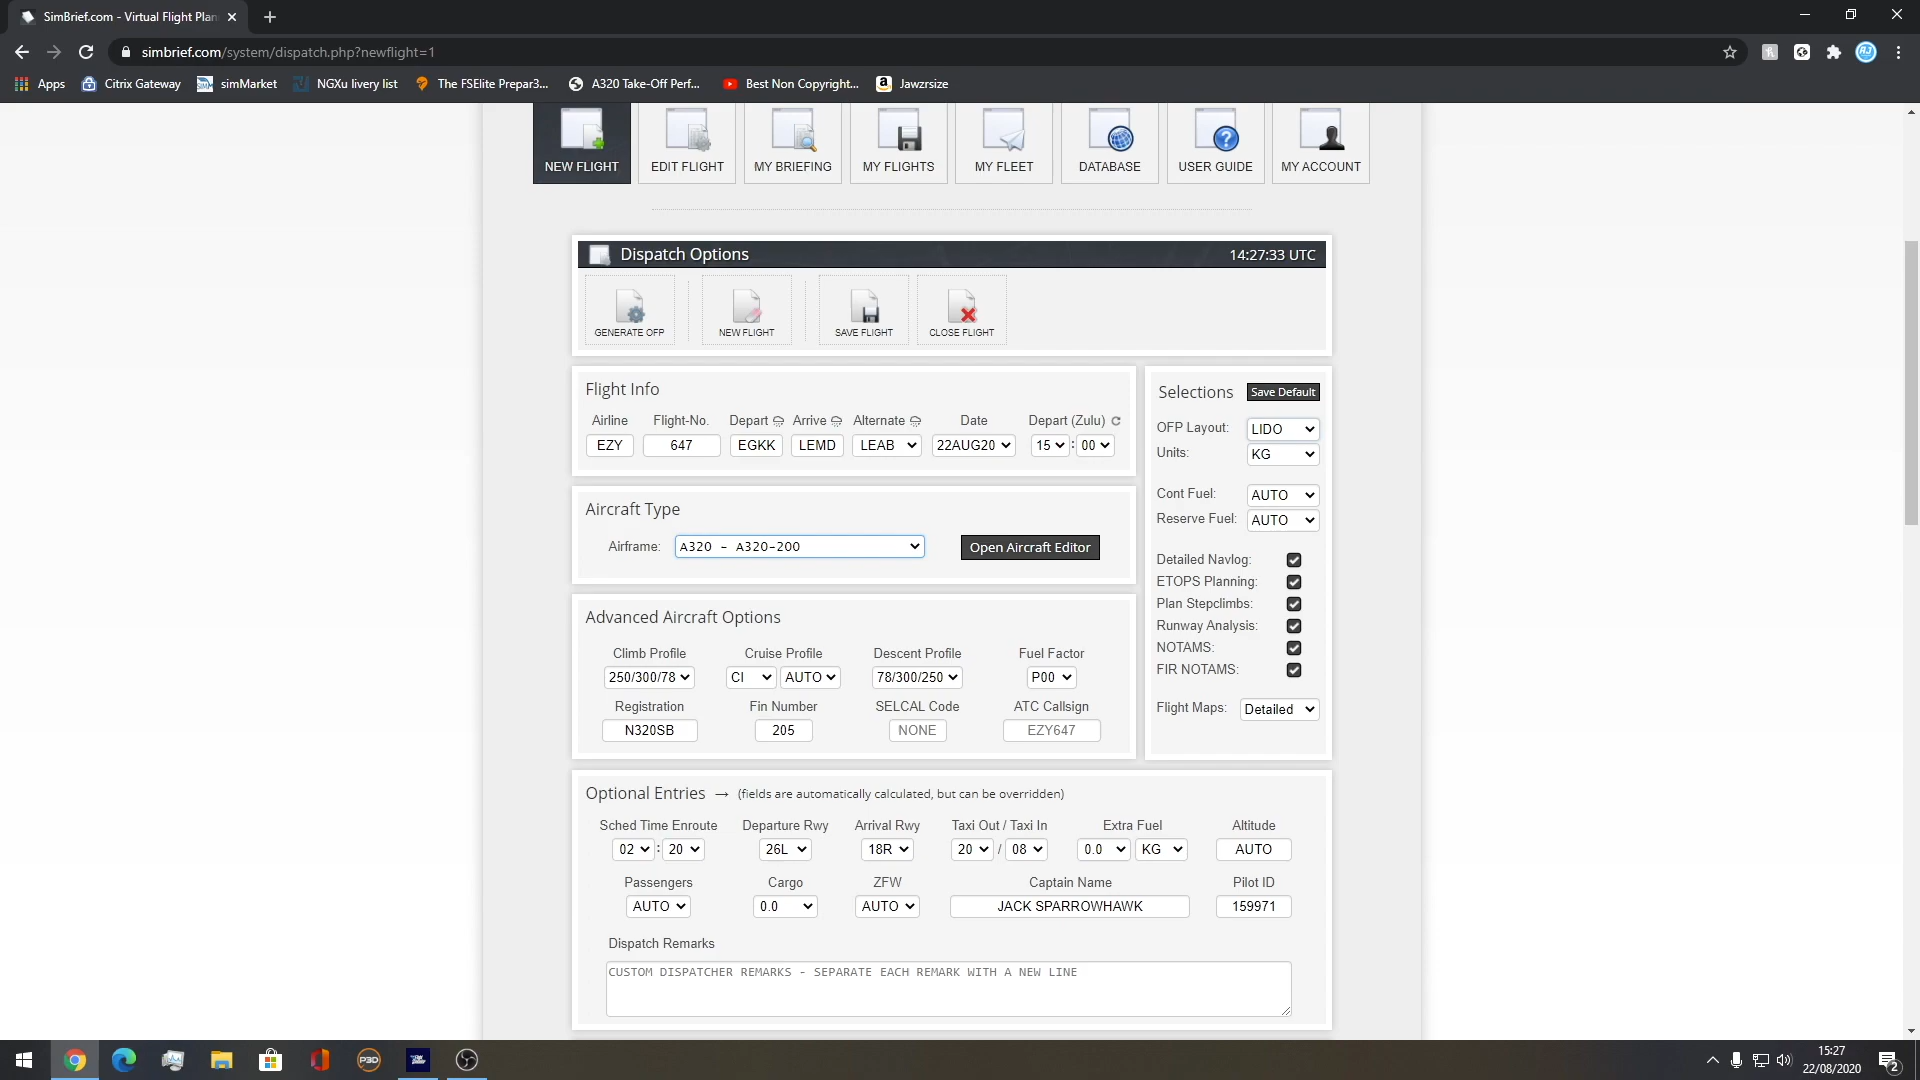 SimBrief.com - Virtual Flight Plan
simbrief.com/system/dispatch.php?newflight=1
Apps Citrix Gateway simMarket NGXu livery list The FSElite Prepar3... A320 Take-Off Perf... Best Non Copyright... Jawzrsize
NEW FLIGHT EDIT FLIGHT MY BRIEFING MY FLIGHTS MY FLEET DATABASE USER GUIDE MY ACCOUNT
Dispatch Options 14:27:33 UTC
GENERATE OFP NEW FLIGHT SAVE FLIGHT CLOSE FLIGHT
Flight Info
Airline Flight-No. Depart Arrive Alternate Date Depart (Zulu)
EZY 647 EGKK LEMD LEAB 22AUG20 15 : 00
Selections Save Default
OFP Layout: LIDO
Units: KG
Cont Fuel: AUTO
Reserve Fuel: AUTO
Detailed Navlog:
ETOPS Planning:
Plan Stepclimbs:
Runway Analysis:
NOTAMS:
FIR NOTAMS:
Flight Maps: Detailed
Aircraft Type
Airframe: A320 - A320-200 Open Aircraft Editor
Advanced Aircraft Options
Climb Profile Cruise Profile Descent Profile Fuel Factor
250/300/78 CI AUTO 78/300/250 P00
Registration Fin Number SELCAL Code ATC Callsign
N320SB 205 NONE EZY647
Optional Entries → (fields are automatically calculated, but can be overridden)
Sched Time Enroute Departure Rwy Arrival Rwy Taxi Out / Taxi In Extra Fuel Altitude
02 : 20 26L 18R 20 / 08 0.0 KG AUTO
Passengers Cargo ZFW Captain Name Pilot ID
AUTO 0.0 AUTO JACK SPARROWHAWK 159971
Dispatch Remarks
CUSTOM DISPATCHER REMARKS - SEPARATE EACH REMARK WITH A NEW LINE
P3D
15:27
22/08/2020
2